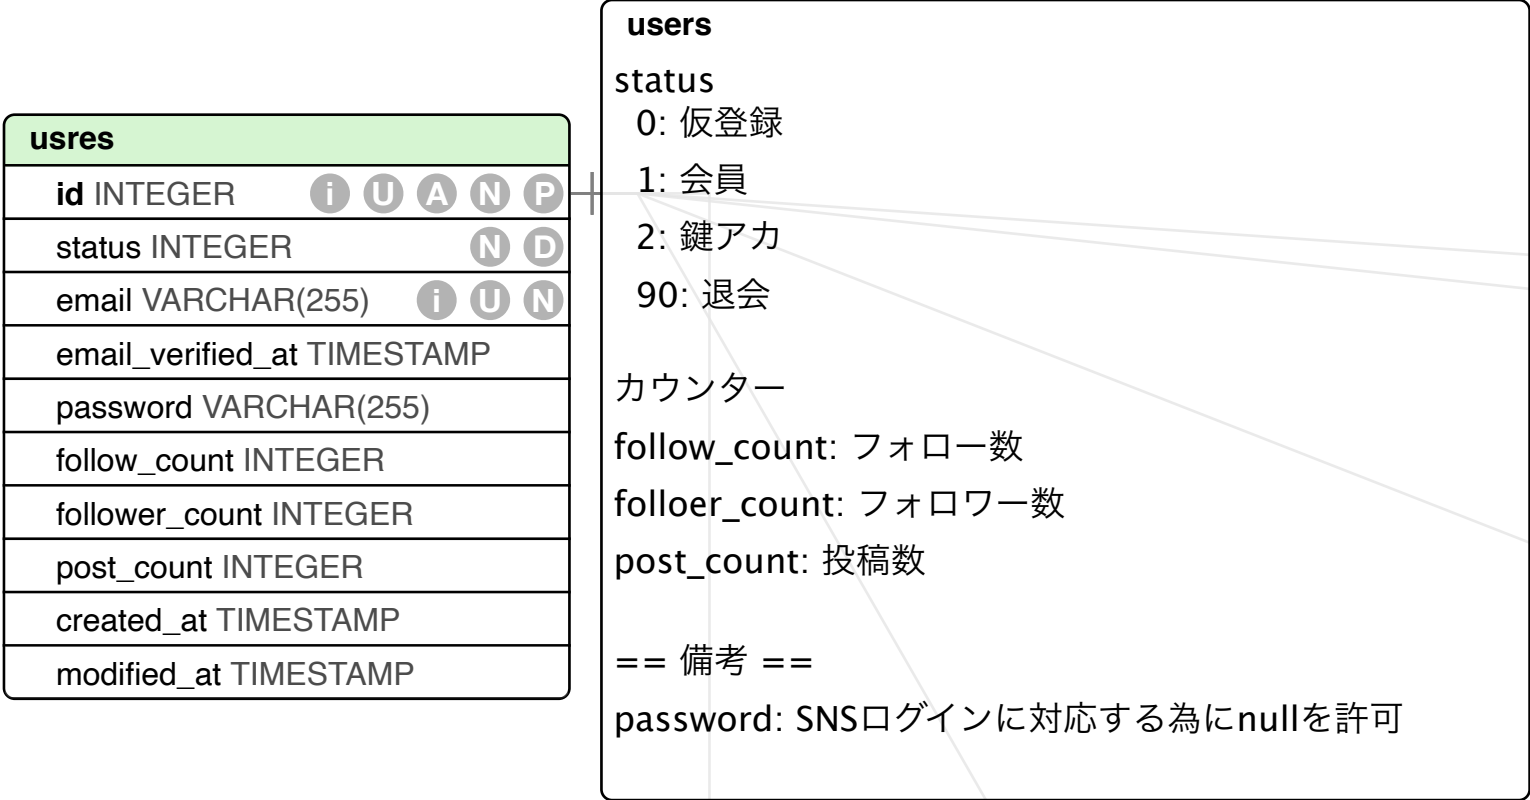 usres
id INTEGER i U A N P
status INTEGER N D
email VARCHAR(255) i U N
email_verified_at TIMESTAMP
password VARCHAR(255)
follow_count INTEGER
follower_count INTEGER
post_count INTEGER
created_at TIMESTAMP
modified_at TIMESTAMP
users
status
0: 仮登録
1: 会員
2: 鍵アカ
90: 退会
カウンター
follow_count: フォロー数
folloer_count: フォロワー数
post_count: 投稿数
== 備考 ==
password: SNSログインに対応する為にnullを許可